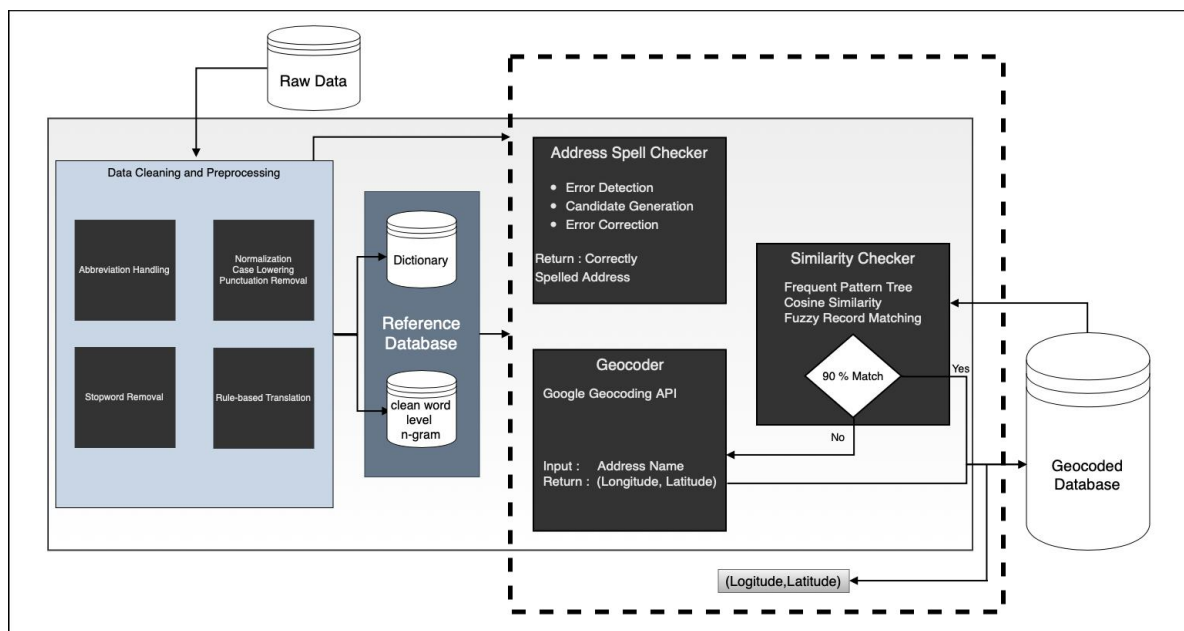 Raw Data
Data Cleaning and Preprocessing
Abbreviation Handling
Normalization
Case Lowering
Punctuation Removal
Stopword Removal
Rule-based Translation
Dictionary
Reference
Database
clean word
level
n-gram
Address Spell Checker
• Error Detection
• Candidate Generation
• Error Correction
Return : Correctly
Spelled Address
Similarity Checker
Frequent Pattern Tree
Cosine Similarity
Fuzzy Record Matching
90 % Match
Yes
No
Geocoder
Google Geocoding API
Input : Address Name
Return : (Longitude, Latitude)
Geocoded
Database
(Logitude,Latitude)